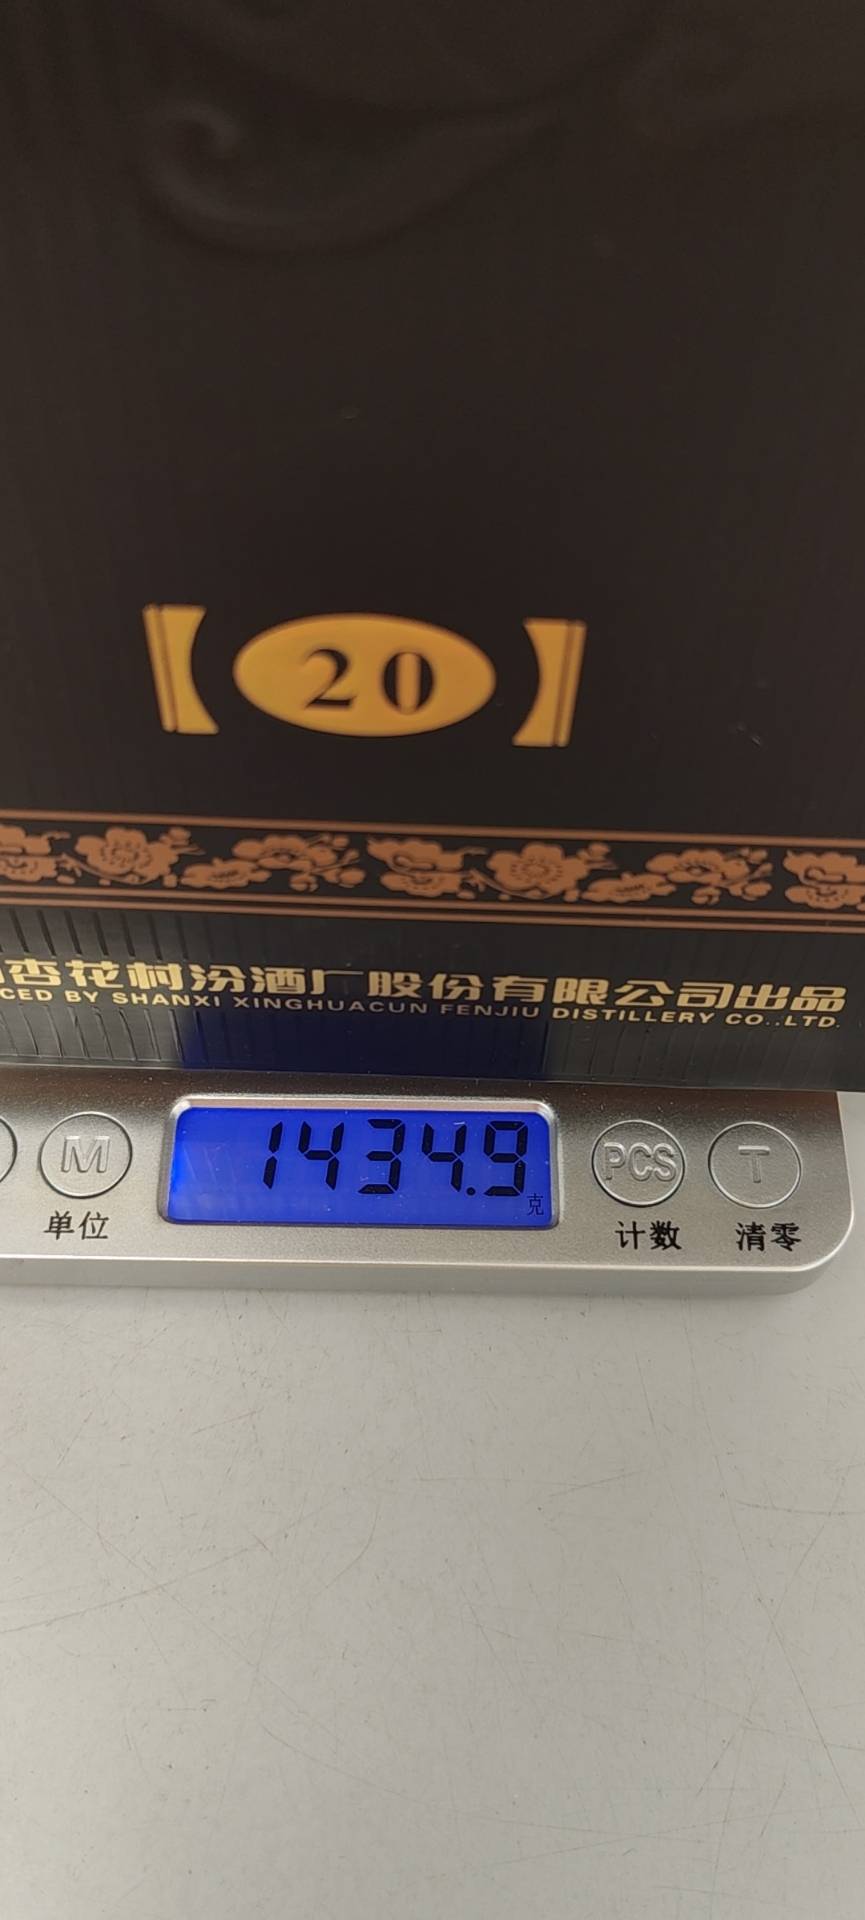 【20】
杏花村汾酒厂股份有限公司出品
CED BY SHANXI XINGHUACUN FENJIU DISTILLERY CO.,LTD.
1434.9
克
M PCS T
单位 计数 清零